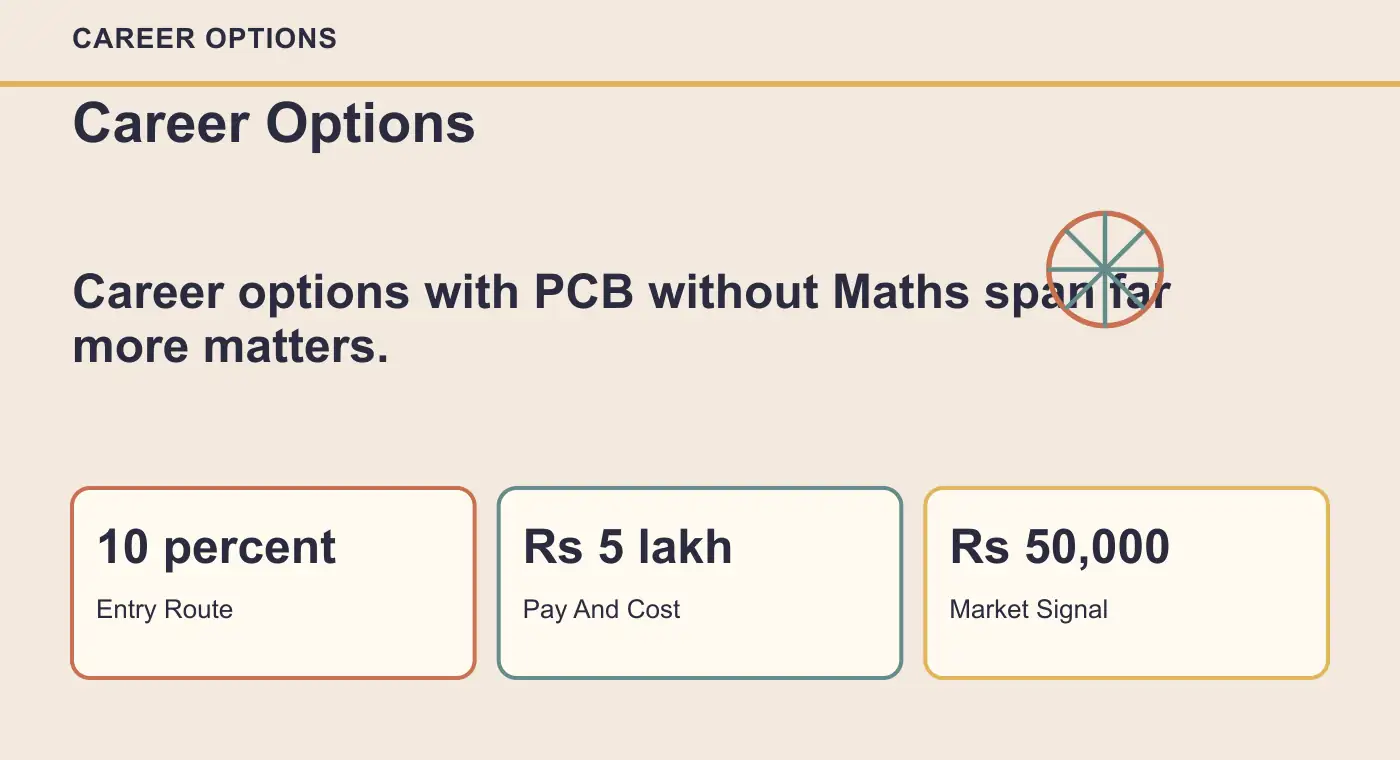 CAREER OPTIONS
Career Options
Career options with PCB without Maths span far
more matters.
10 percent
Entry Route
Rs 5 lakh
Pay And Cost
Rs 50,000
Market Signal